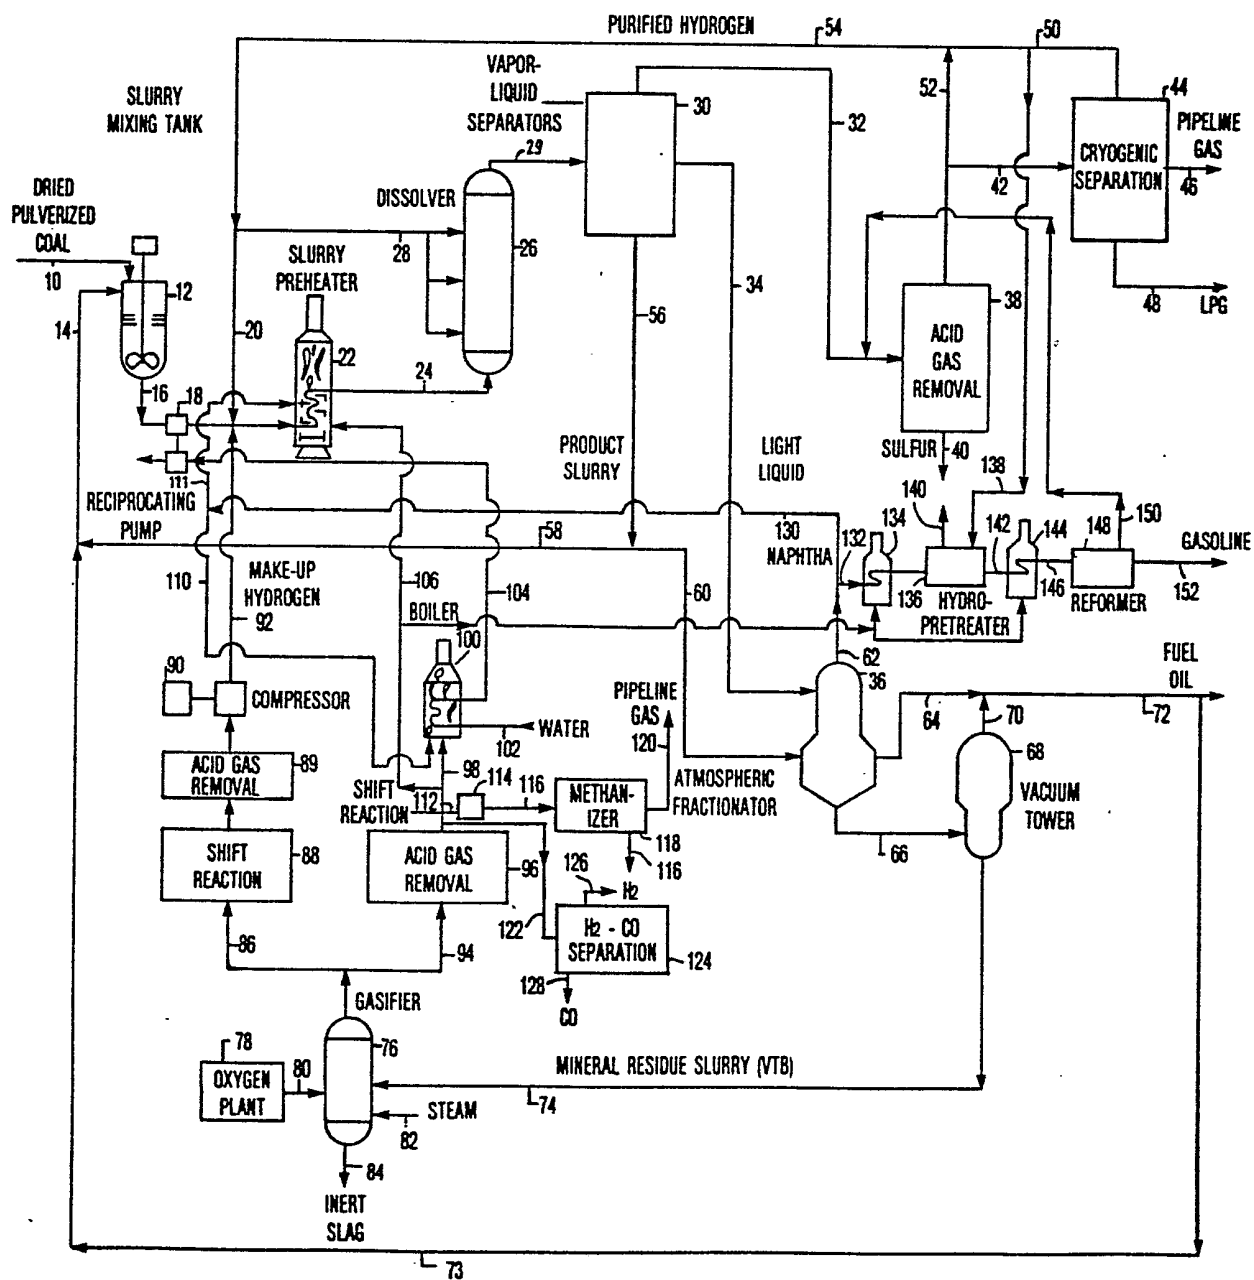 PURIFIED HYDROGEN
54
50
VAPOR-
LIQUID
SEPARATORS
30
52
44
SLURRY
MIXING TANK
32
PIPELINE
GAS
29
CRYOGENIC
SEPARATION
42
46
DRIED
PULVERIZED
COAL
DISSOLVER
10
28
26
SLURRY
PREHEATER
12
34
38
48
LPG
14
20
56
22
ACID
GAS
REMOVAL
24
16
18
PRODUCT
SLURRY
LIGHT
LIQUID
SULFUR
40
138
111
RECIPROCATING
PUMP
140
130
134
142
144
148
150
58
NAPHTHA
132
GASOLINE
110
MAKE-UP
HYDROGEN
106
104
60
136
146
152
92
BOILER
HYDRO-
PRETREATER
REFORMER
100
62
36
FUEL
OIL
90
COMPRESSOR
PIPELINE
GAS
64
70
72
WATER
102
120
68
ACID GAS
REMOVAL
89
98
114
SHIFT
REACTION
112
116
METHAN-
IZER
ATMOSPHERIC
FRACTIONATOR
VACUUM
TOWER
118
SHIFT
REACTION
88
ACID GAS
REMOVAL
96
116
66
126
H2
86
94
122
H2 - CO
SEPARATION
124
128
GASIFIER
CO
78
76
OXYGEN
PLANT
80
MINERAL RESIDUE SLURRY (VTB)
74
STEAM
82
84
INERT
SLAG
73